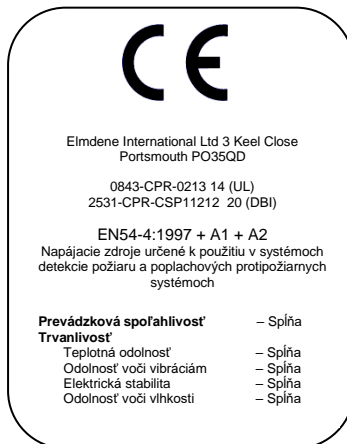 CE
Elmdene International Ltd 3 Keel Close
Portsmouth PO35QD
0843-CPR-0213 14 (UL)
2531-CPR-CSP11212 20 (DBI)
EN54-4:1997 + A1 + A2
Napájacie zdroje určené k použitiu v systémoch
detekcie požiaru a poplachových protipožiarnych
systémoch
Prevádzková spoľahlivosť – Spĺňa
Trvanlivosť
Teplotná odolnosť – Spĺňa
Odolnosť voči vibráciám – Spĺňa
Elektrická stabilita – Spĺňa
Odolnosť voči vlhkosti – Spĺňa